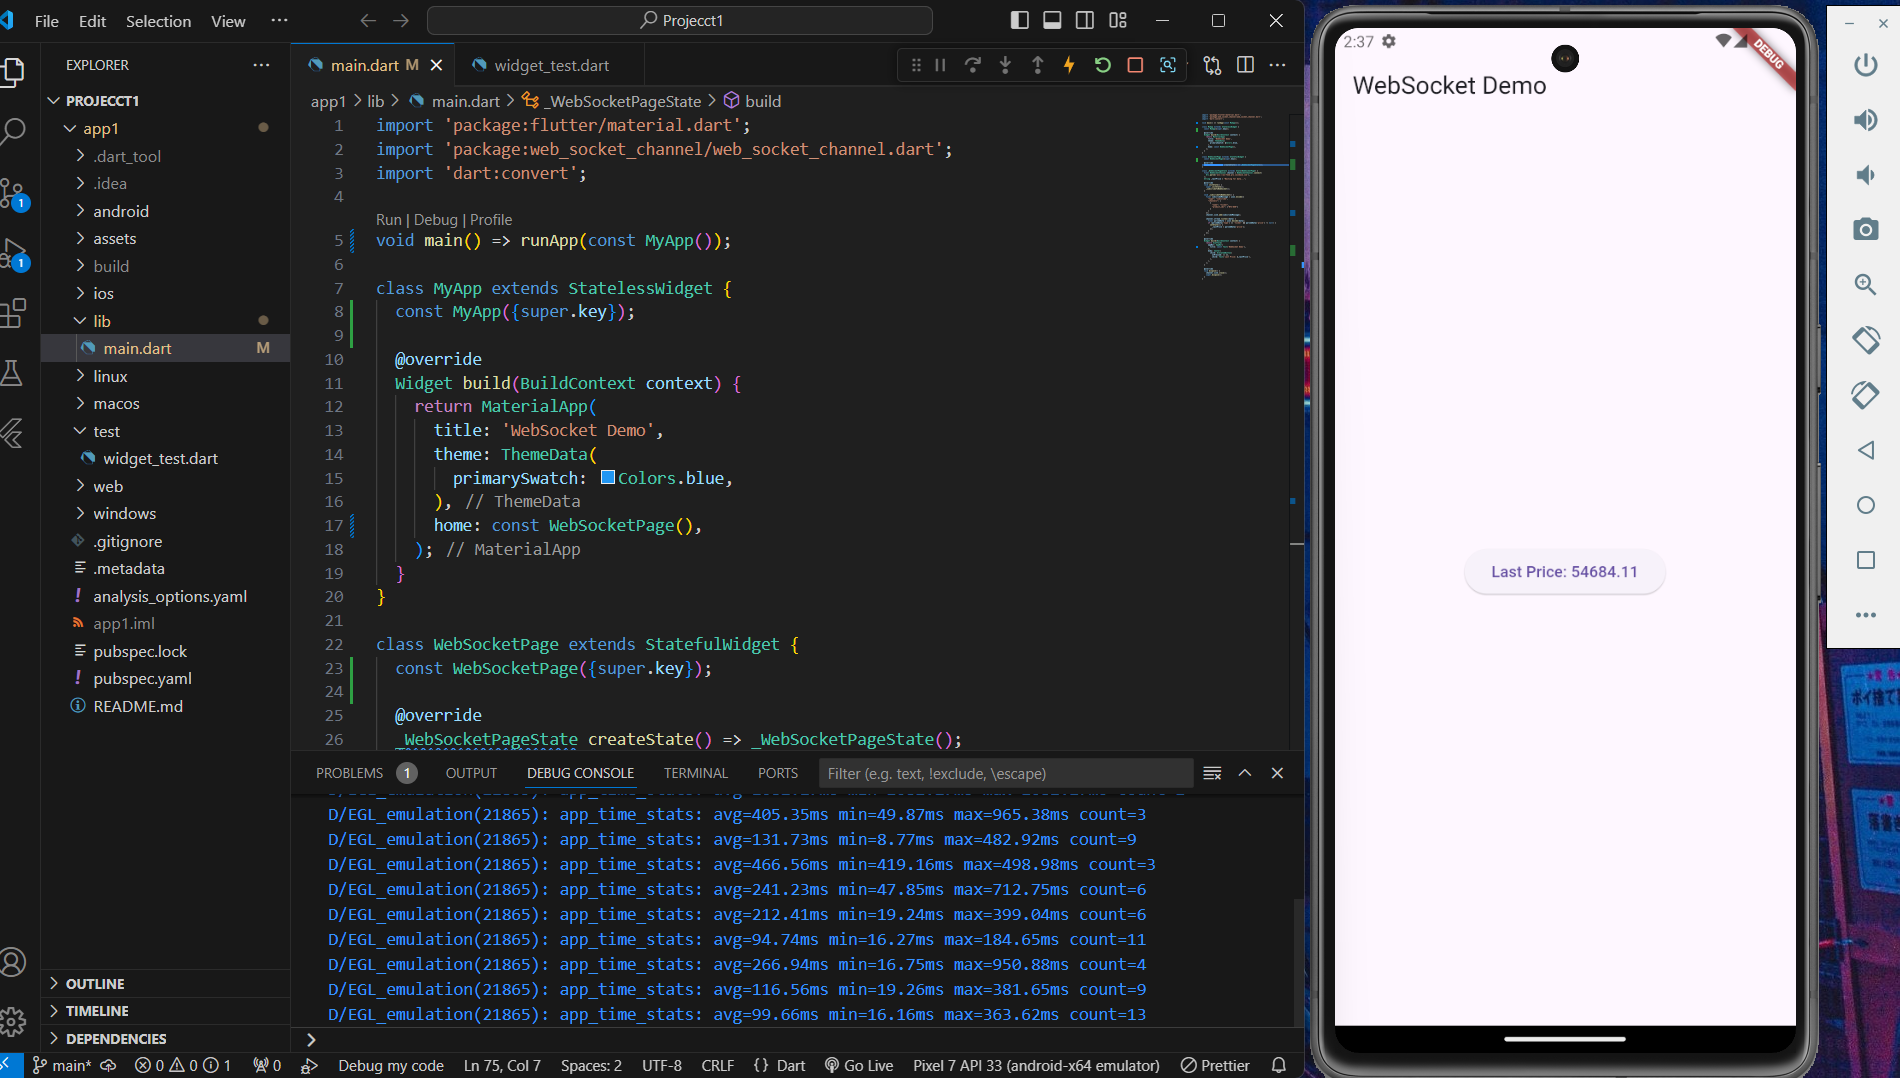 File Edit Selection View ··· Projecct1
EXPLORER ···
PROJECCT1
app1
.dart_tool
.idea
android
assets
build
ios
lib
main.dart M
linux
macos
test
widget_test.dart
web
windows
.gitignore
.metadata
! analysis_options.yaml
app1.iml
pubspec.lock
! pubspec.yaml
README.md
OUTLINE
TIMELINE
DEPENDENCIES
1
1
main.dart M widget_test.dart
app1 > lib > main.dart > _WebSocketPageState > build
1 import 'package:flutter/material.dart';
2 import 'package:web_socket_channel/web_socket_channel.dart';
3 import 'dart:convert';
4
Run | Debug | Profile
5 void main() => runApp(const MyApp());
6
7 class MyApp extends StatelessWidget {
8 const MyApp({super.key});
9
10 @override
11 Widget build(BuildContext context) {
12 return MaterialApp(
13 title: 'WebSocket Demo',
14 theme: ThemeData(
15 primarySwatch: Colors.blue,
16 ), // ThemeData
17 home: const WebSocketPage(),
18 ); // MaterialApp
19 }
20 }
21
22 class WebSocketPage extends StatefulWidget {
23 const WebSocketPage({super.key});
24
25 @override
26 _WebSocketPageState createState() => _WebSocketPageState();
PROBLEMS 1 OUTPUT DEBUG CONSOLE TERMINAL PORTS Filter (e.g. text, !exclude, \escape)
D/EGL_emulation(21865): app_time_stats: avg=405.35ms min=49.87ms max=965.38ms count=3
D/EGL_emulation(21865): app_time_stats: avg=131.73ms min=8.77ms max=482.92ms count=9
D/EGL_emulation(21865): app_time_stats: avg=466.56ms min=419.16ms max=498.98ms count=3
D/EGL_emulation(21865): app_time_stats: avg=241.23ms min=47.85ms max=712.75ms count=6
D/EGL_emulation(21865): app_time_stats: avg=212.41ms min=19.24ms max=399.04ms count=6
D/EGL_emulation(21865): app_time_stats: avg=94.74ms min=16.27ms max=184.65ms count=11
D/EGL_emulation(21865): app_time_stats: avg=266.94ms min=16.75ms max=950.88ms count=4
D/EGL_emulation(21865): app_time_stats: avg=116.56ms min=19.26ms max=381.65ms count=9
D/EGL_emulation(21865): app_time_stats: avg=99.66ms min=16.16ms max=363.62ms count=13
main* 0 0 1 0 Debug my code Ln 75, Col 7 Spaces: 2 UTF-8 CRLF {} Dart Go Live Pixel 7 API 33 (android-x64 emulator) Prettier
2:37
DEBUG
WebSocket Demo
Last Price: 54684.11